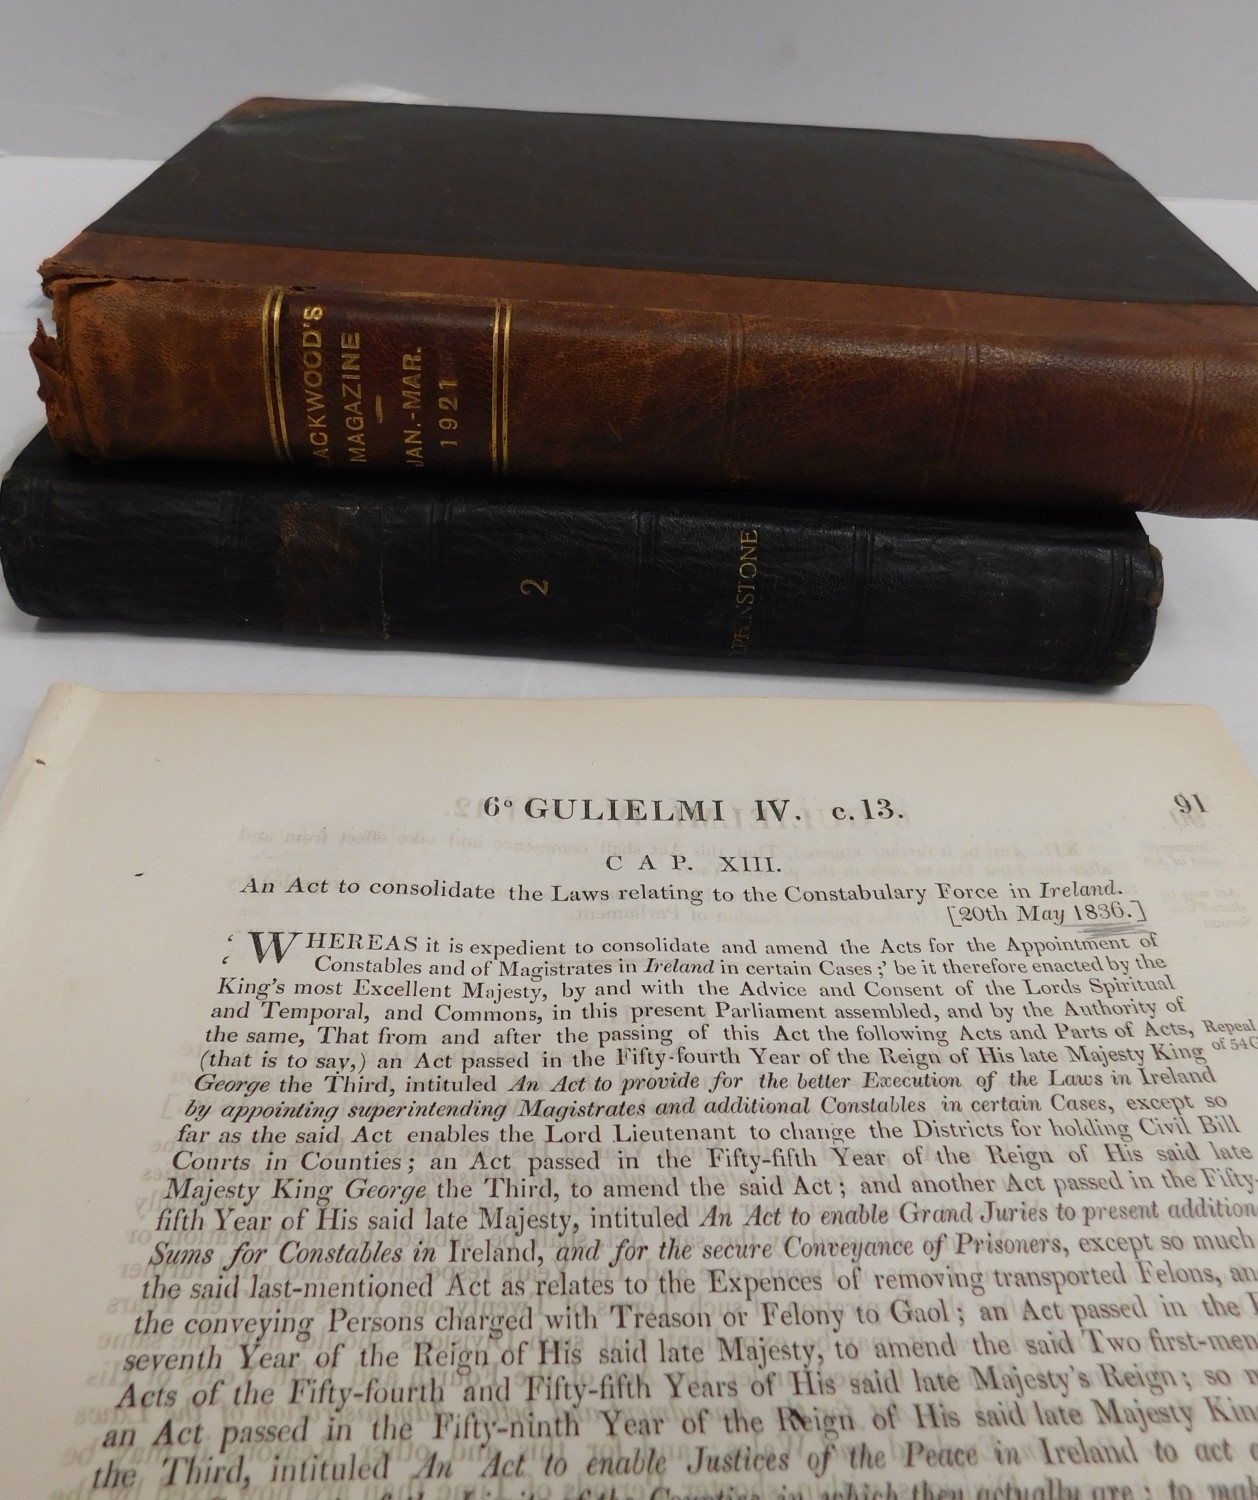 ACKWOOD'S
MAGAZINE
JAN.-MAR.
1921
2
6° GULIELMI IV. c. 13.
91
CAP. XIII.
An Act to consolidate the Laws relating to the Constabulary Force in Ireland.
[20th May 1836.]
' WHEREAS it is expedient to consolidate and amend the Acts for the Appointment of
' Constables and of Magistrates in Ireland in certain Cases;' be it therefore enacted by the
King's most Excellent Majesty, by and with the Advice and Consent of the Lords Spiritual
and Temporal, and Commons, in this present Parliament assembled, and by the Authority of
the same, That from and after the passing of this Act the following Acts and Parts of Acts,
Repeal
(that is to say,) an Act passed in the Fifty-fourth Year of the Reign of His late Majesty King
of 54
George the Third, intituled An Act to provide for the better Execution of the Laws in Ireland
by appointing superintending Magistrates and additional Constables in certain Cases, except so
far as the said Act enables the Lord Lieutenant to change the Districts for holding Civil Bill
Courts in Counties; an Act passed in the Fifty-fifth Year of the Reign of His said late
Majesty King George the Third, to amend the said Act; and another Act passed in the Fifty-
fifth Year of His said late Majesty, intituled An Act to enable Grand Juries to present addition
Sums for Constables in Ireland, and for the secure Conveyance of Prisoners, except so much
the said last-mentioned Act as relates to the Expences of removing transported Felons, an
the conveying Persons charged with Treason or Felony to Gaol; an Act passed in the
seventh Year of the Reign of His said late Majesty, to amend the said Two first-men
Acts of the Fifty-fourth and Fifty-fifth Years of His said late Majesty's Reign; so
an Act passed in the Fifty-ninth Year of the Reign of His said late Majesty Kin
the Third, intituled An Act to enable Justices of the Peace in Ireland to act
of the Counties in which they actually are; to